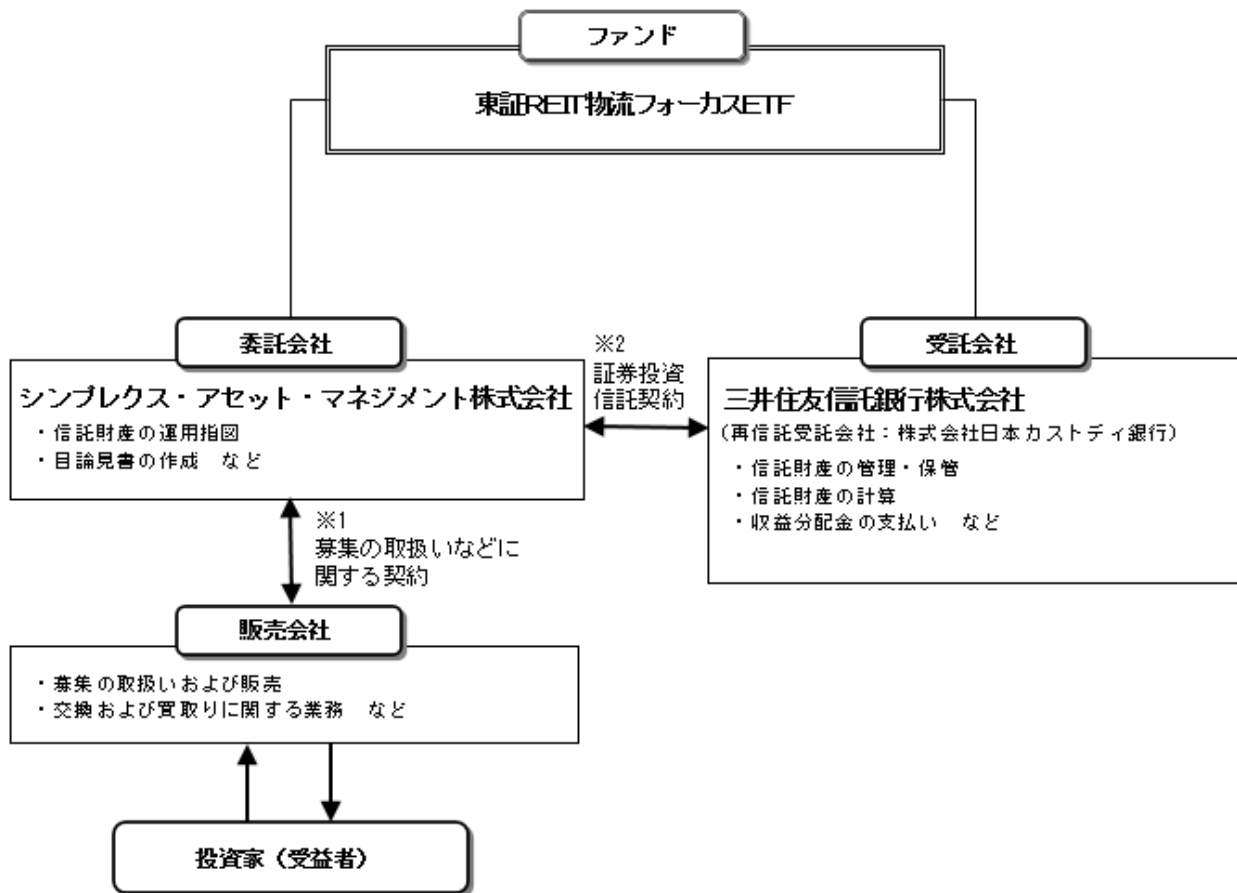 ファンド
東証REIT物流フォーカスETF
委託会社
シンプレクス・アセット・マネジメント株式会社
・信託財産の運用指図
・目論見書の作成　など
※2
証券投資
信託契約
受託会社
三井住友信託銀行株式会社
(再信託受託会社：株式会社日本カストディ銀行)
・信託財産の管理・保管
・信託財産の計算
・収益分配金の支払い　など
※1
募集の取扱いなどに
関する契約
販売会社
・募集の取扱いおよび販売
・交換および買取りに関する業務　など
投資家（受益者）